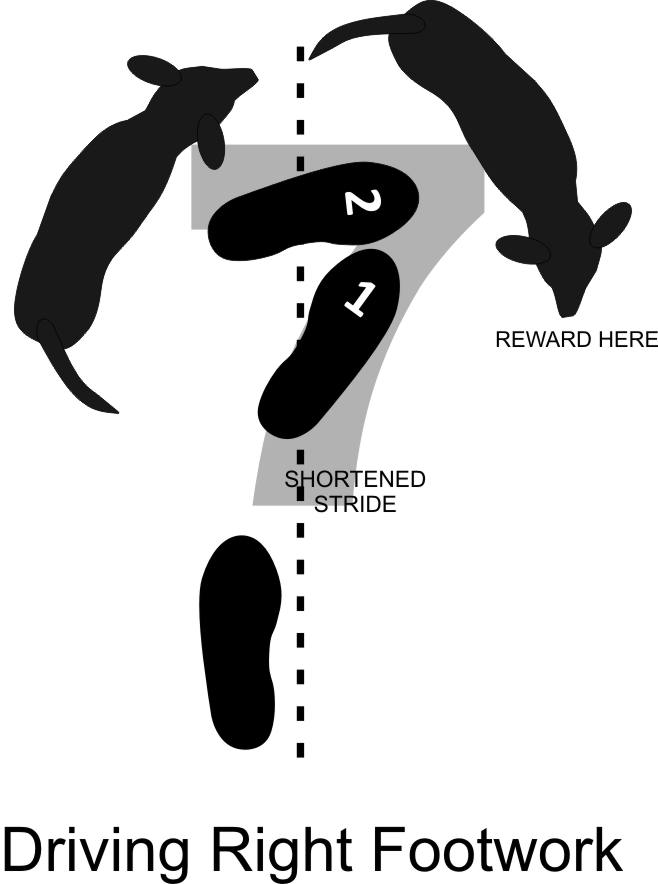 2
1
REWARD HERE
SHORTENED
STRIDE
Driving Right Footwork